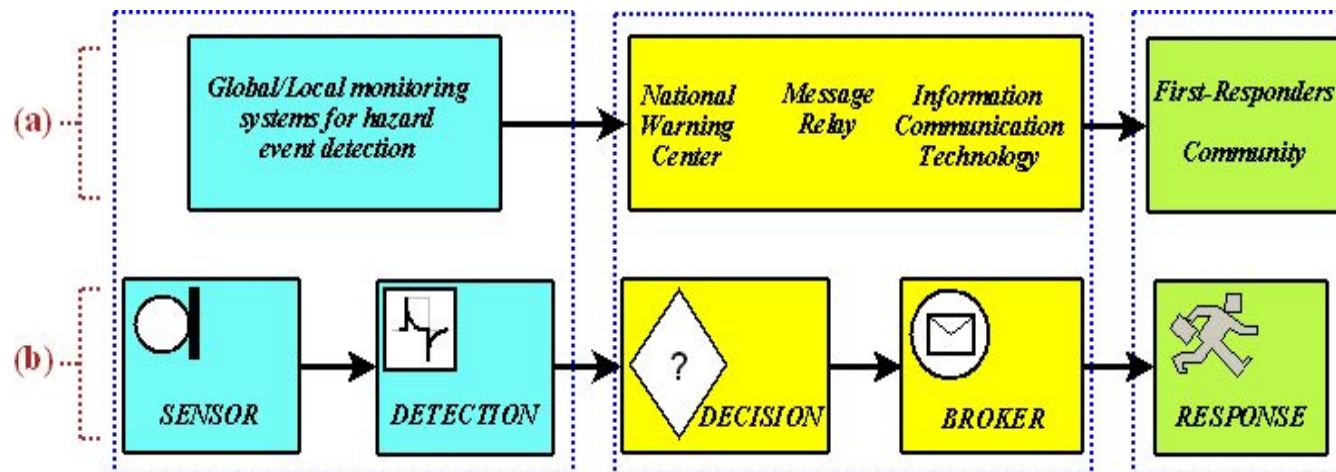 (a)
Global/Local monitoring
systems for hazard
event detection
National
Warning
Center
Message
Relay
Information
Communication
Technology
First-Responders
Community
(b)
SENSOR
DETECTION
?
DECISION
BROKER
RESPONSE